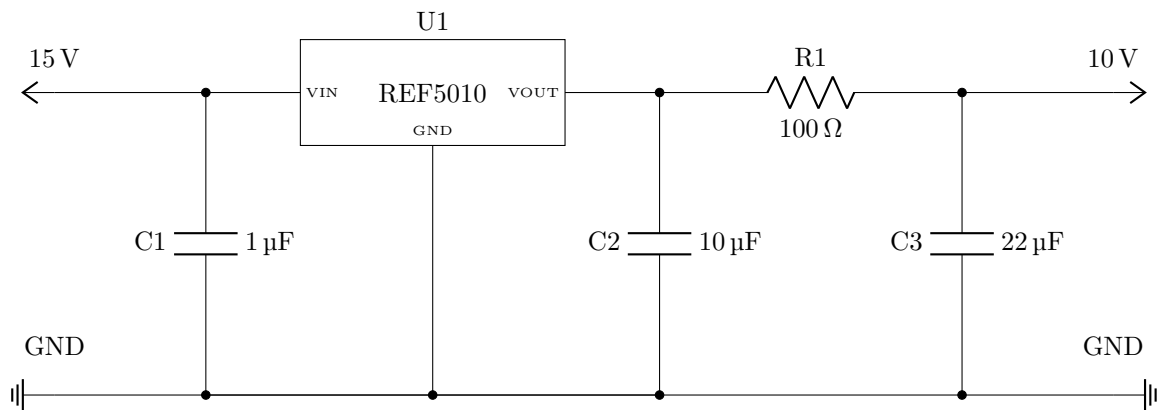 U1
15 V
VIN
REF5010
VOUT
GND
R1
100 Ω
10 V
C1
1 µF
C2
10 µF
C3
22 µF
GND
GND